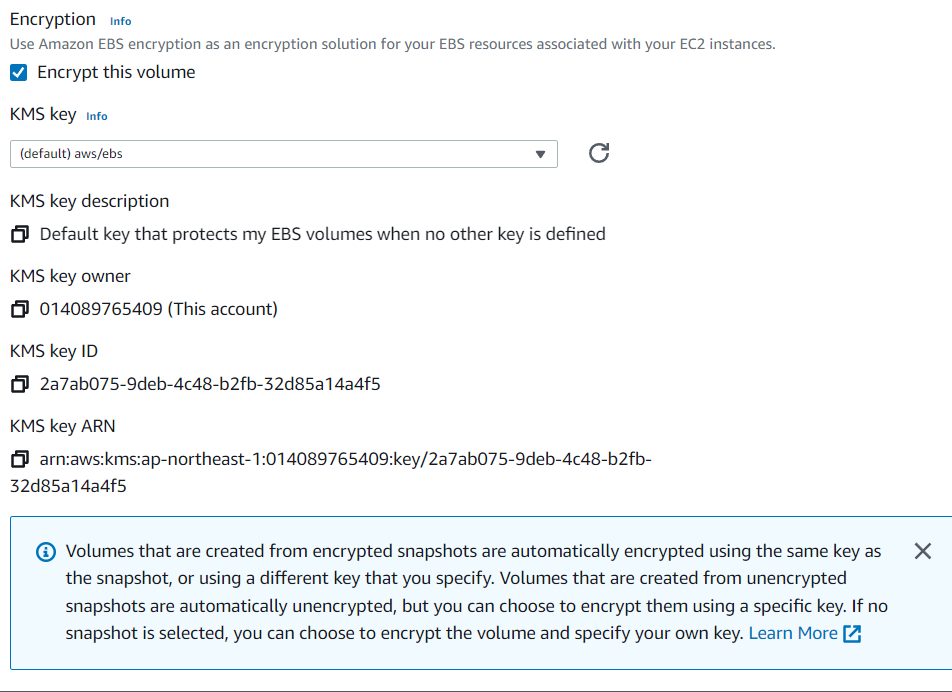 Encryption Info
Use Amazon EBS encryption as an encryption solution for your EBS resources associated with your EC2 instances.
Encrypt this volume
KMS key Info
(default) aws/ebs
KMS key description
Default key that protects my EBS volumes when no other key is defined
KMS key owner
014089765409 (This account)
KMS key ID
2a7ab075-9deb-4c48-b2fb-32d85a14a4f5
KMS key ARN
arn:aws:kms:ap-northeast-1:014089765409:key/2a7ab075-9deb-4c48-b2fb-
32d85a14a4f5
Volumes that are created from encrypted snapshots are automatically encrypted using the same key as
the snapshot, or using a different key that you specify. Volumes that are created from unencrypted
snapshots are automatically unencrypted, but you can choose to encrypt them using a specific key. If no
snapshot is selected, you can choose to encrypt the volume and specify your own key. Learn More